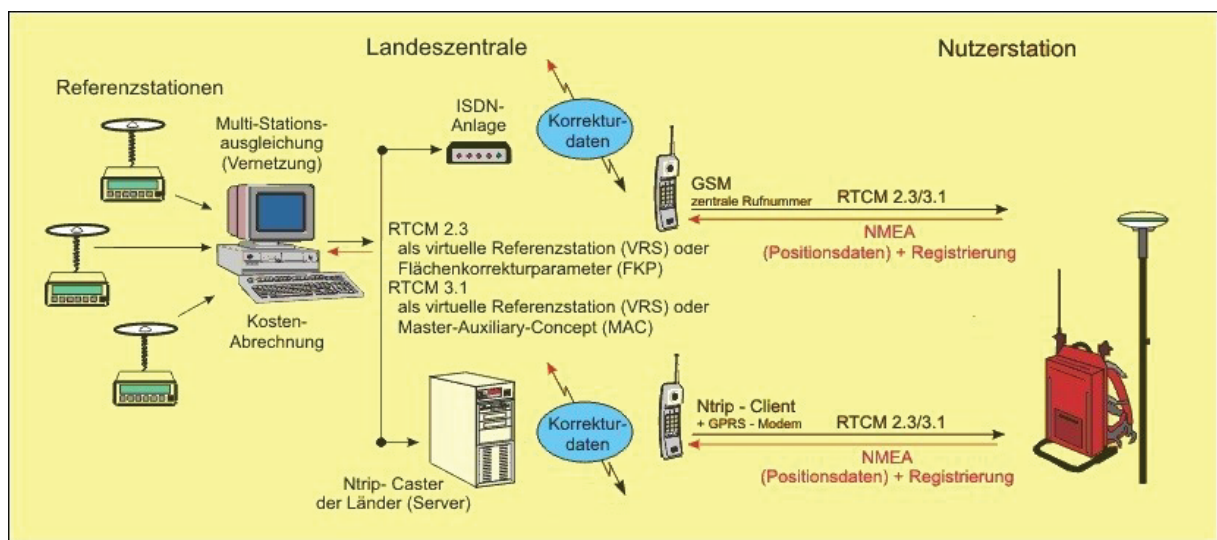 Landeszentrale
Nutzerstation
Referenzstationen
Multi-Stations-
ausgleichung
(Vernetzung)
Kosten-
Abrechnung
ISDN-
Anlage
Korrektur-
daten
GSM
zentrale Rufnummer
RTCM 2.3/3.1
NMEA
(Positionsdaten) + Registrierung
RTCM 2.3
als virtuelle Referenzstation (VRS) oder
Flächenkorrekturparameter (FKP)
RTCM 3.1
als virtuelle Referenzstation (VRS) oder
Master-Auxiliary-Concept (MAC)
Ntrip- Caster
der Länder (Server)
Korrektur-
daten
Ntrip - Client
+ GPRS - Modem
RTCM 2.3/3.1
NMEA
(Positionsdaten) + Registrierung